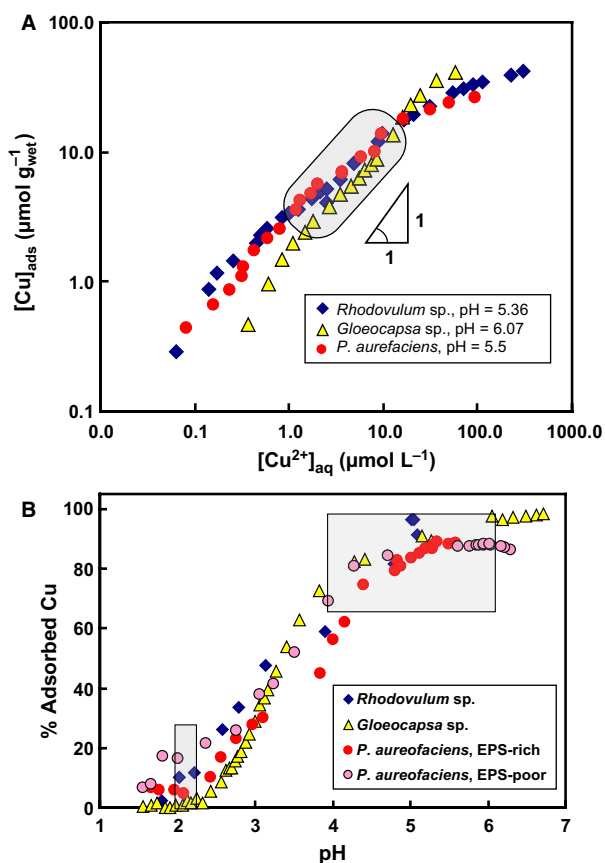 A
100.0
10.0
1.0
0.1
[Cu]ads (μmol g−1wet)
1
1
Rhodovulum sp., pH = 5.36
Gloeocapsa sp., pH = 6.07
P. aurefaciens, pH = 5.5
0.0 0.1 1.0 10.0 100.0 1000.0
[Cu2+]aq (μmol L−1)
B
100
80
60
40
20
0
% Adsorbed Cu
Rhodovulum sp.
Gloeocapsa sp.
P. aureofaciens, EPS-rich
P. aureofaciens, EPS-poor
1 2 3 4 5 6 7
pH